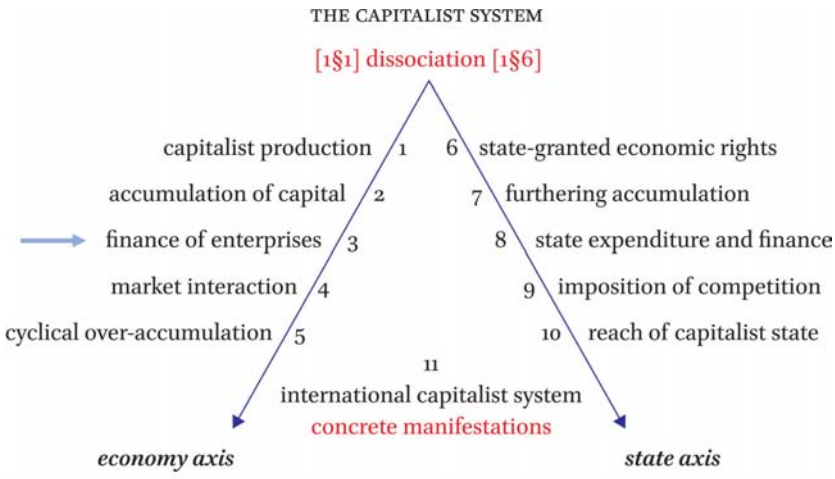 THE CAPITALIST SYSTEM
[1§1] dissociation [1§6]
capitalist production 1 6 state-granted economic rights
accumulation of capital 2 7 furthering accumulation
finance of enterprises 3 8 state expenditure and finance
market interaction 4 9 imposition of competition
cyclical over-accumulation 5 10 reach of capitalist state
11
international capitalist system
concrete manifestations
economy axis state axis